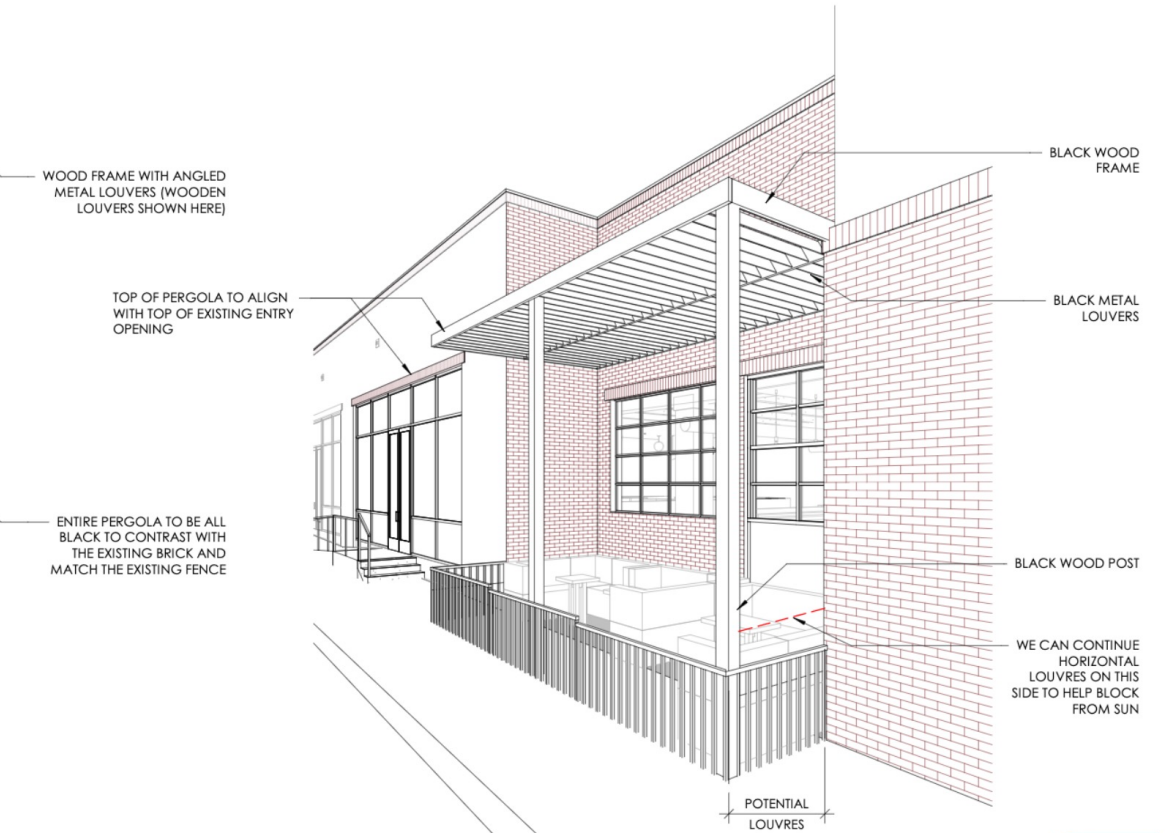 WOOD FRAME WITH ANGLED
METAL LOUVERS (WOODEN
LOUVERS SHOWN HERE)
TOP OF PERGOLA TO ALIGN
WITH TOP OF EXISTING ENTRY
OPENING
ENTIRE PERGOLA TO BE ALL
BLACK TO CONTRAST WITH
THE EXISTING BRICK AND
MATCH THE EXISTING FENCE
BLACK WOOD
FRAME
BLACK METAL
LOUVERS
BLACK WOOD POST
WE CAN CONTINUE
HORIZONTAL
LOUVRES ON THIS
SIDE TO HELP BLOCK
FROM SUN
POTENTIAL
LOUVRES